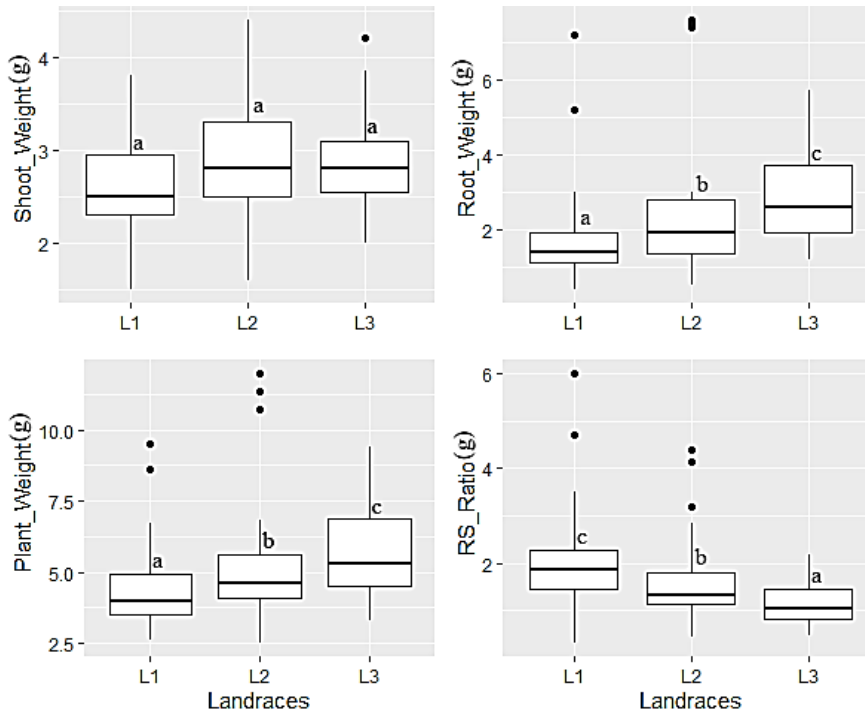 Shoot_Weight(g)
4
3
2
a
a
a
L1
L2
L3
Root_Weight(g)
6
4
2
a
b
c
L1
L2
L3
Plant_Weight(g)
10.0
7.5
5.0
2.5
a
b
c
L1
L2
L3
Landraces
RS_Ratio(g)
6
4
2
c
b
a
L1
L2
L3
Landraces